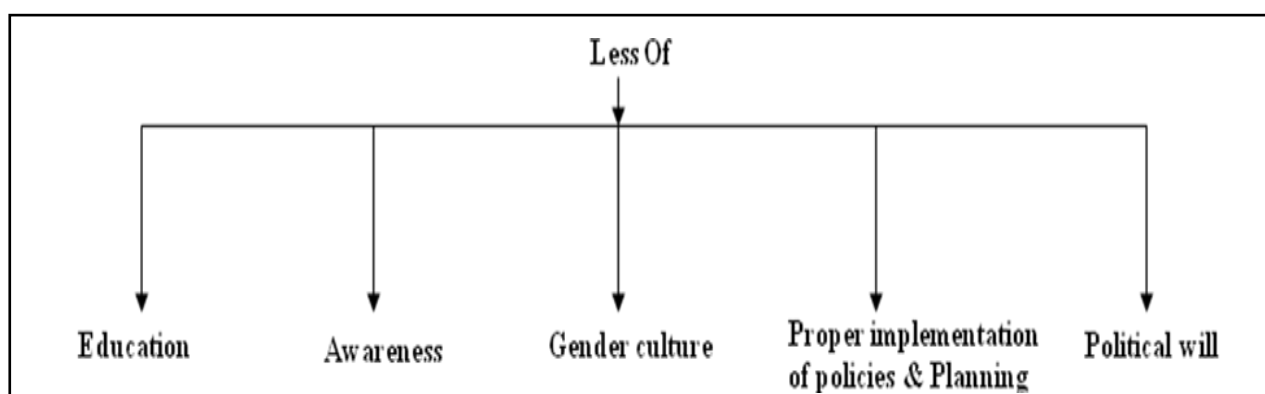 Less Of
Education
Awareness
Gender culture
Proper implementation
of policies & Planning
Political will